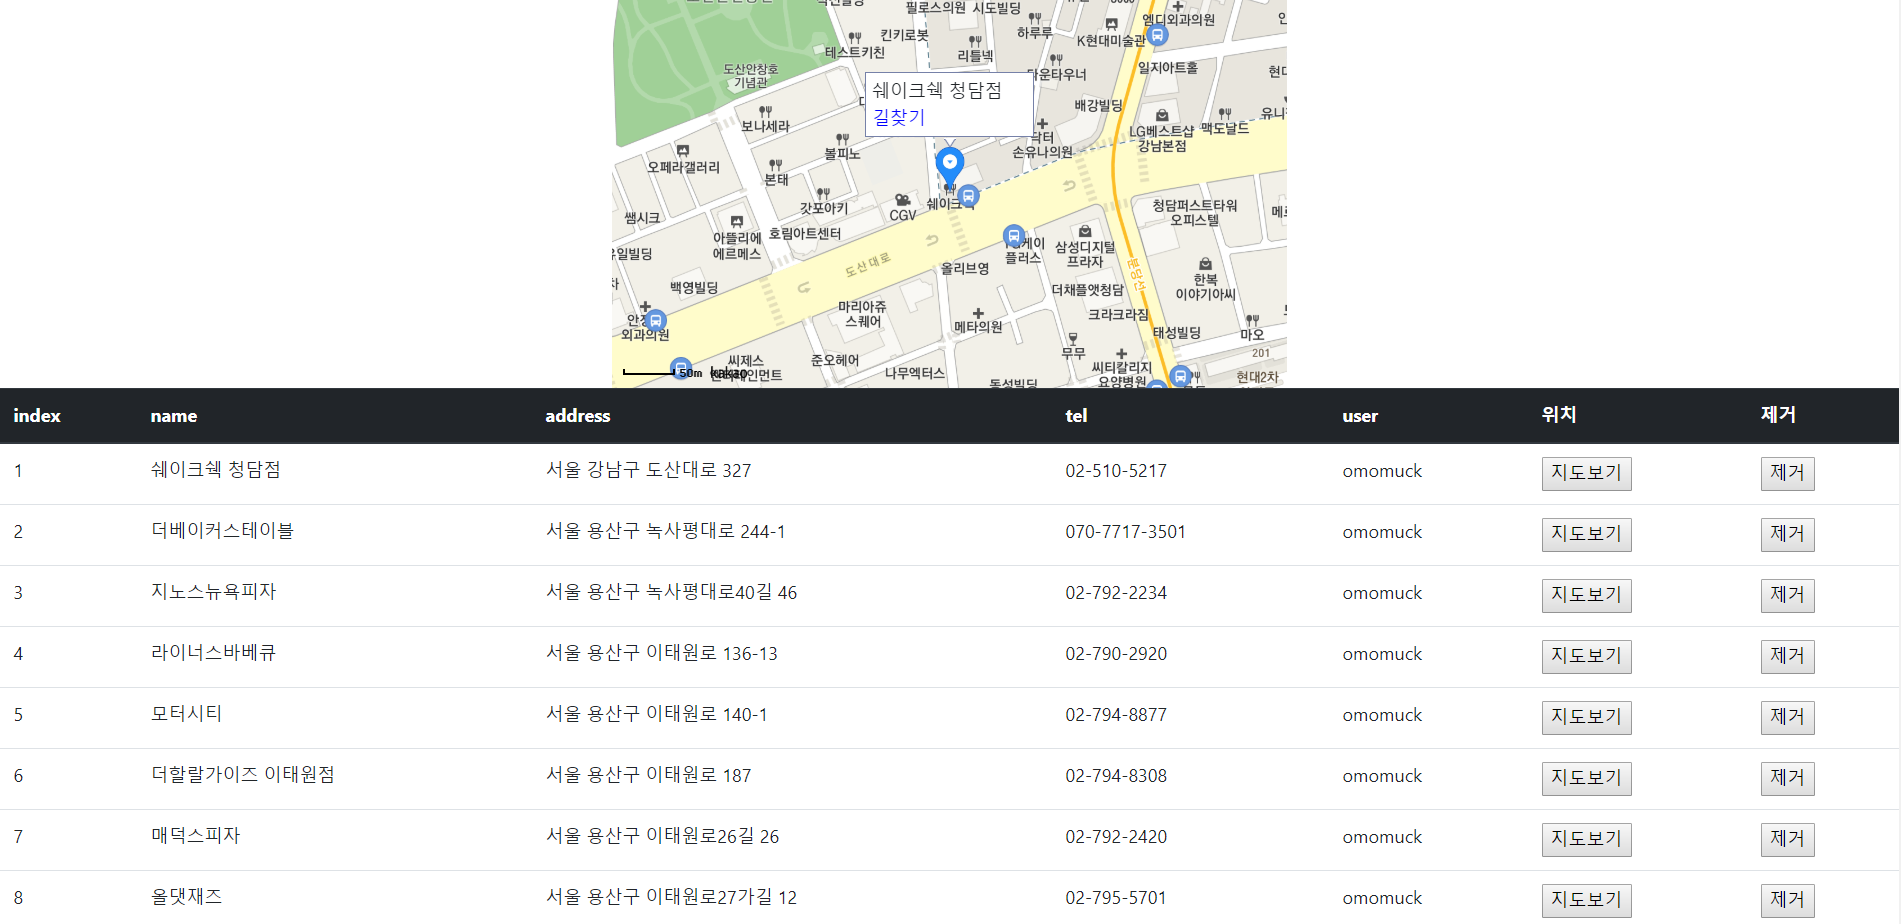 필로스의원 시도빌딩
엠디외과의원
킨키로봇
하루루
K현대미술관
테스트키친
리틀넥
도산안창호
기념관
타운타우너
일지아트홀
쉐이크쉑 청담점
길찾기
배강빌딩
보나세라
LG베스트샵
강남본점
맥도날드
닥터
손유나의원
볼피노
오페라갤러리
본태
쉐이크쉑
갓포아키
CGV
청담퍼스트타워
오피스텔
쌤시크
아뜰리에
에르메스
호림아트센터
삼성디지털
프라자
플러스
도산대로
올리브영
분당선
한복
이야기아씨
백영빌딩
더채플앳청담
마리아쥬
스퀘어
크라크라짐
메타의원
외과의원
태성빌딩
마오
무무
201
씨제스
준오헤어
씨티칼리지
요양병원
나무엑터스
현대2차
동성빌딩
50m kakao
index name address tel user 위치 제거
1 쉐이크쉑 청담점 서울 강남구 도산대로 327 02-510-5217 omomuck 지도보기 제거
2 더베이커스테이블 서울 용산구 녹사평대로 244-1 070-7717-3501 omomuck 지도보기 제거
3 지노스뉴욕피자 서울 용산구 녹사평대로40길 46 02-792-2234 omomuck 지도보기 제거
4 라이너스바베큐 서울 용산구 이태원로 136-13 02-790-2920 omomuck 지도보기 제거
5 모터시티 서울 용산구 이태원로 140-1 02-794-8877 omomuck 지도보기 제거
6 더할랄가이즈 이태원점 서울 용산구 이태원로 187 02-794-8308 omomuck 지도보기 제거
7 매덕스피자 서울 용산구 이태원로26길 26 02-792-2420 omomuck 지도보기 제거
8 올댓재즈 서울 용산구 이태원로27가길 12 02-795-5701 omomuck 지도보기 제거